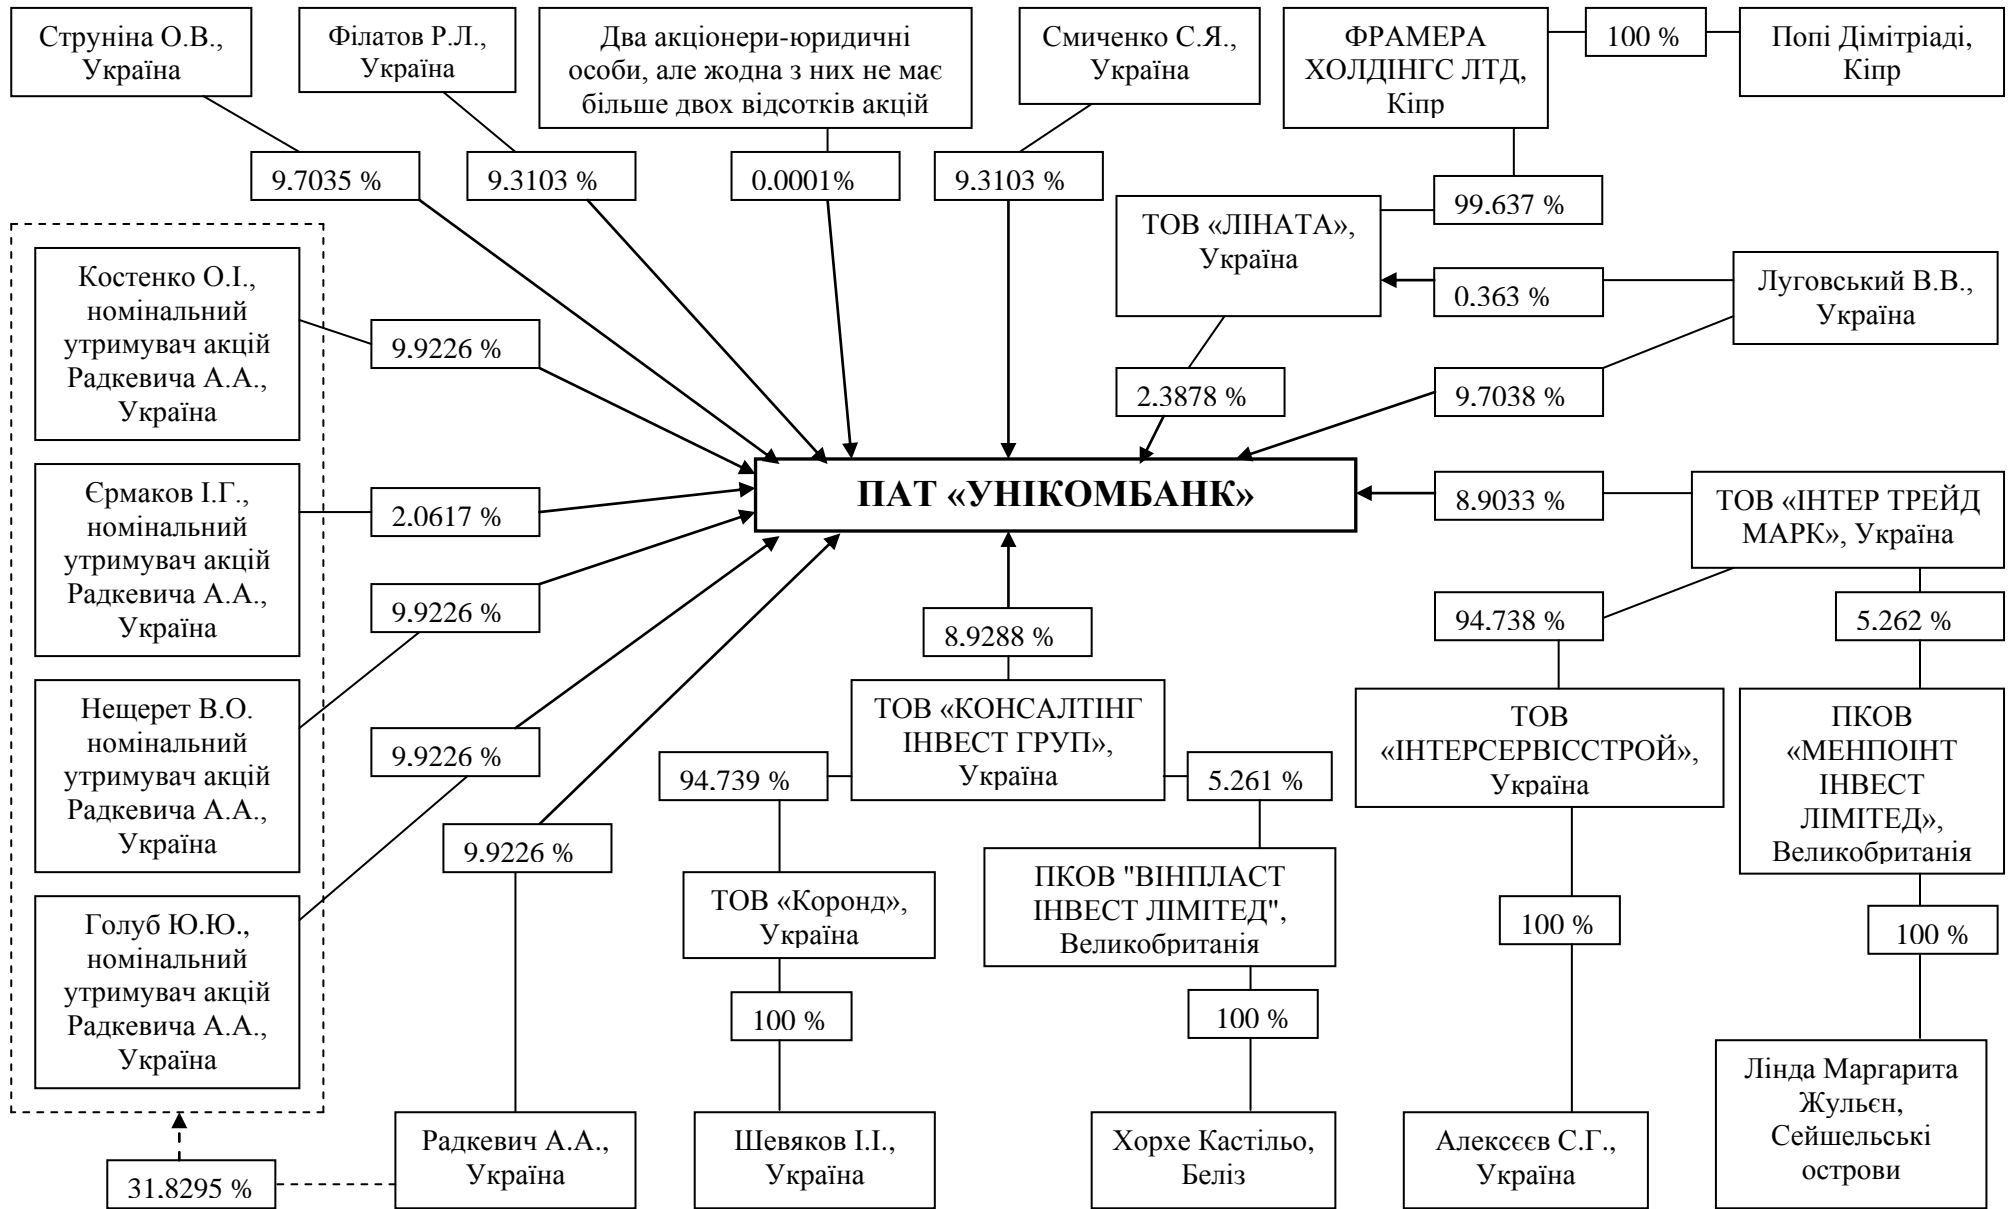 Струніна О.В.,
Україна
Філатов Р.Л.,
Україна
Два акціонери-юридичні
особи, але жодна з них не має
більше двох відсотків акцій
Смиченко С.Я.,
Україна
ФРАМЕРА
ХОЛДІНГС ЛТД,
Кіпр
100 %
Попі Дімітріаді,
Кіпр
9.7035 %
9.3103 %
0.0001%
9.3103 %
99.637 %
ТОВ «ЛІНАТА»,
Україна
0.363 %
Луговський В.В.,
Україна
Костенко О.І.,
номінальний
утримувач акцій
Радкевича А.А.,
Україна
9.9226 %
2.3878 %
9.7038 %
ПАТ «УНІКОМБАНК»
8.9033 %
ТОВ «ІНТЕР ТРЕЙД
МАРК», Україна
Єрмаков І.Г.,
номінальний
утримувач акцій
Радкевича А.А.,
Україна
2.0617 %
9.9226 %
8.9288 %
94.738 %
5.262 %
Нещерет В.О.
номінальний
утримувач акцій
Радкевича А.А.,
Україна
9.9226 %
ТОВ «КОНСАЛТІНГ
ІНВЕСТ ГРУП»,
Україна
94.739 %
5.261 %
ТОВ
«ІНТЕРСЕРВІССТРОЙ»,
Україна
ПКОВ
«МЕНПОІНТ
ІНВЕСТ
ЛІМІТЕД»,
Великобританія
9.9226 %
Голуб Ю.Ю.,
номінальний
утримувач акцій
Радкевича А.А.,
Україна
ТОВ «Коронд»,
Україна
ПКОВ "ВІНПЛАСТ
ІНВЕСТ ЛІМІТЕД",
Великобританія
100 %
100 %
100 %
100 %
31.8295 %
Радкевич А.А.,
Україна
Шевяков І.І.,
Україна
Хорхе Кастільо,
Беліз
Алексєєв С.Г.,
Україна
Лінда Маргарита
Жульєн,
Сейшельські
острови